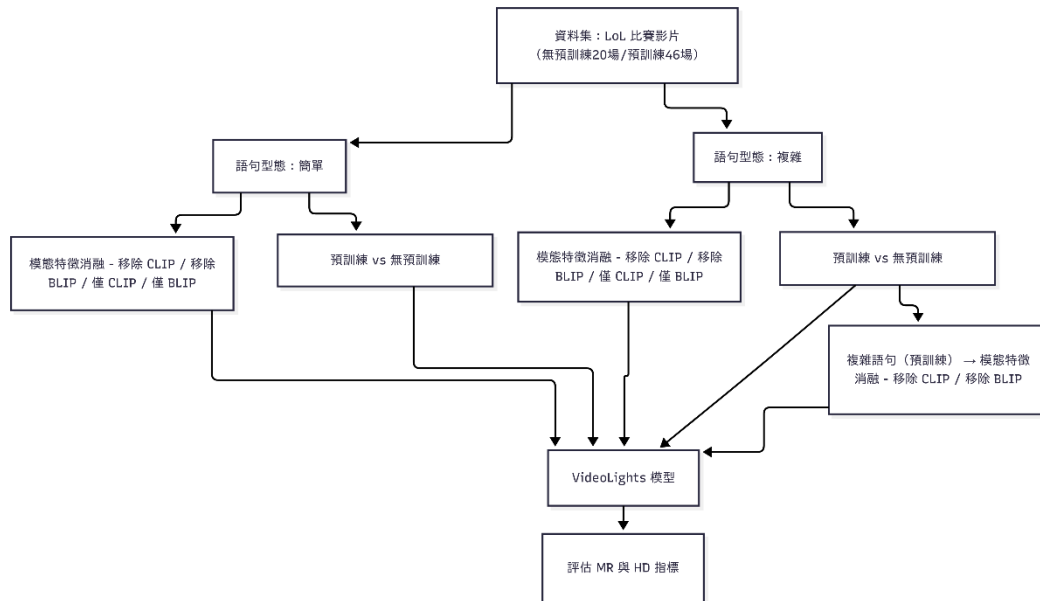 資料集：LoL 比賽影片
（無預訓練20場/預訓練46場）
語句型態：簡單
語句型態：複雜
模態特徵消融 - 移除 CLIP / 移除
BLIP / 僅 CLIP / 僅 BLIP
預訓練 vs 無預訓練
模態特徵消融 - 移除 CLIP / 移除
BLIP / 僅 CLIP / 僅 BLIP
預訓練 vs 無預訓練
複雜語句（預訓練） → 模態特徵
消融 - 移除 CLIP / 移除 BLIP
VideoLights 模型
評估 MR 與 HD 指標